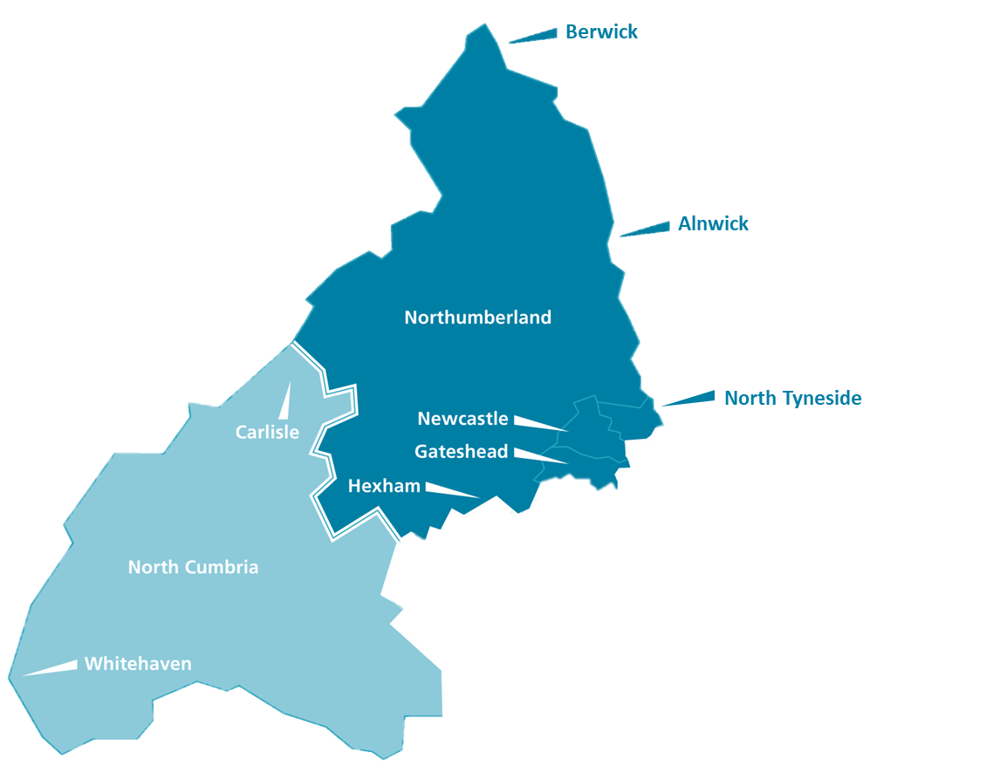 Berwick
Alnwick
Northumberland
North Tyneside
Newcastle
Carlisle
Gateshead
Hexham
North Cumbria
Whitehaven